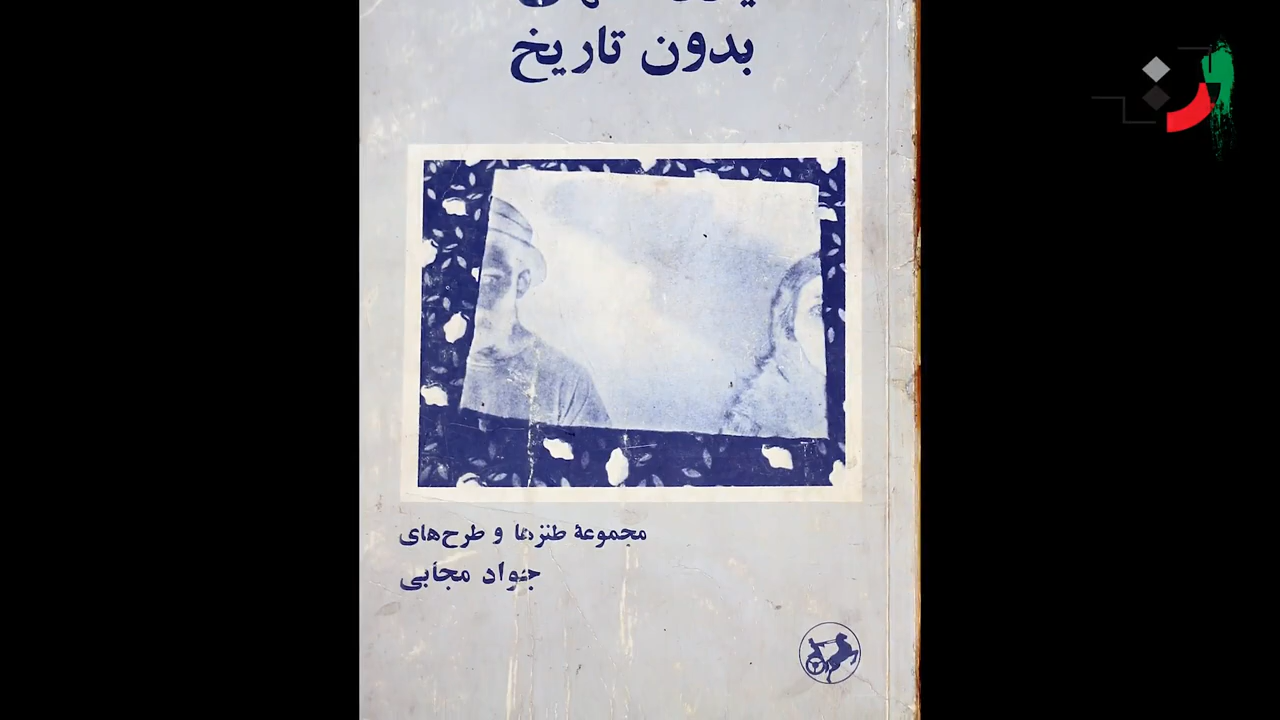 بدون تاریخ
مجموعهٔ طنزها و طرح‌های
جواد مجابی